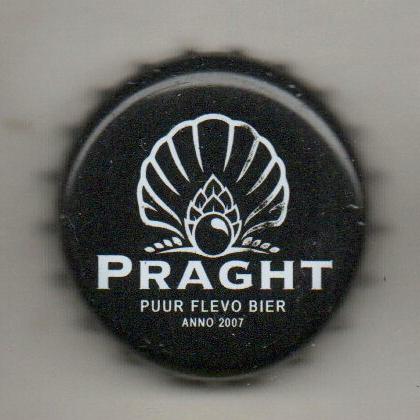 PRAGHT
PUUR FLEVO BIER
ANNO 2007